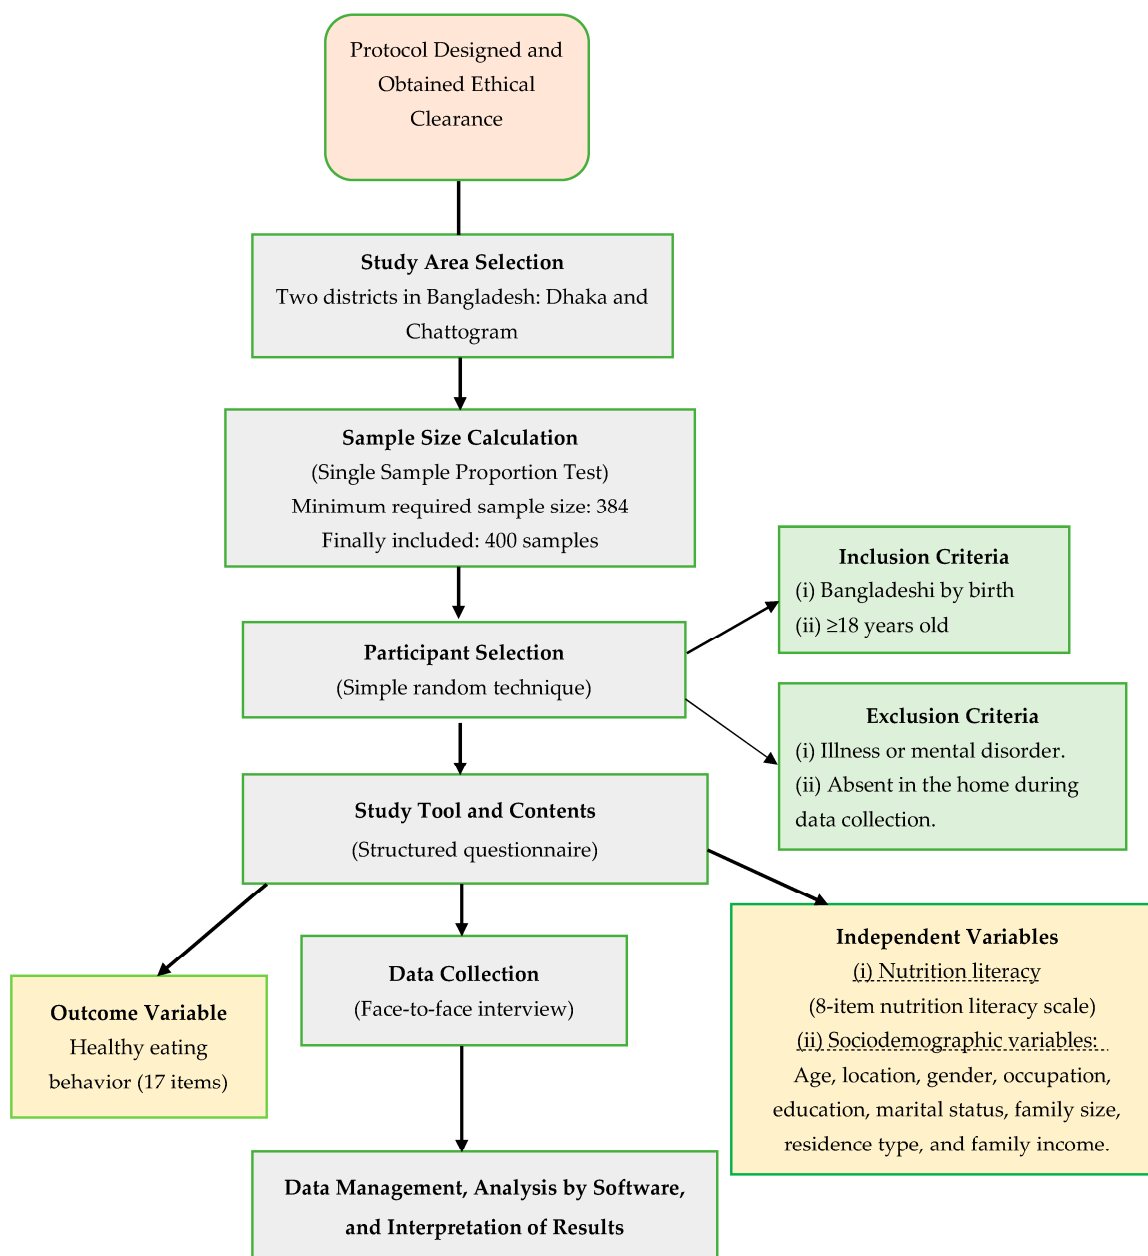 Protocol Designed and
Obtained Ethical
Clearance
Study Area Selection
Two districts in Bangladesh: Dhaka and
Chattogram
Sample Size Calculation
(Single Sample Proportion Test)
Minimum required sample size: 384
Finally included: 400 samples
Inclusion Criteria
(i) Bangladeshi by birth
(ii) ≥18 years old
Participant Selection
(Simple random technique)
Exclusion Criteria
(i) Illness or mental disorder.
(ii) Absent in the home during
data collection.
Study Tool and Contents
(Structured questionnaire)
Outcome Variable
Healthy eating
behavior (17 items)
Data Collection
(Face-to-face interview)
Independent Variables
(i) Nutrition literacy
(8-item nutrition literacy scale)
(ii) Sociodemographic variables:
Age, location, gender, occupation,
education, marital status, family size,
residence type, and family income.
Data Management, Analysis by Software,
and Interpretation of Results